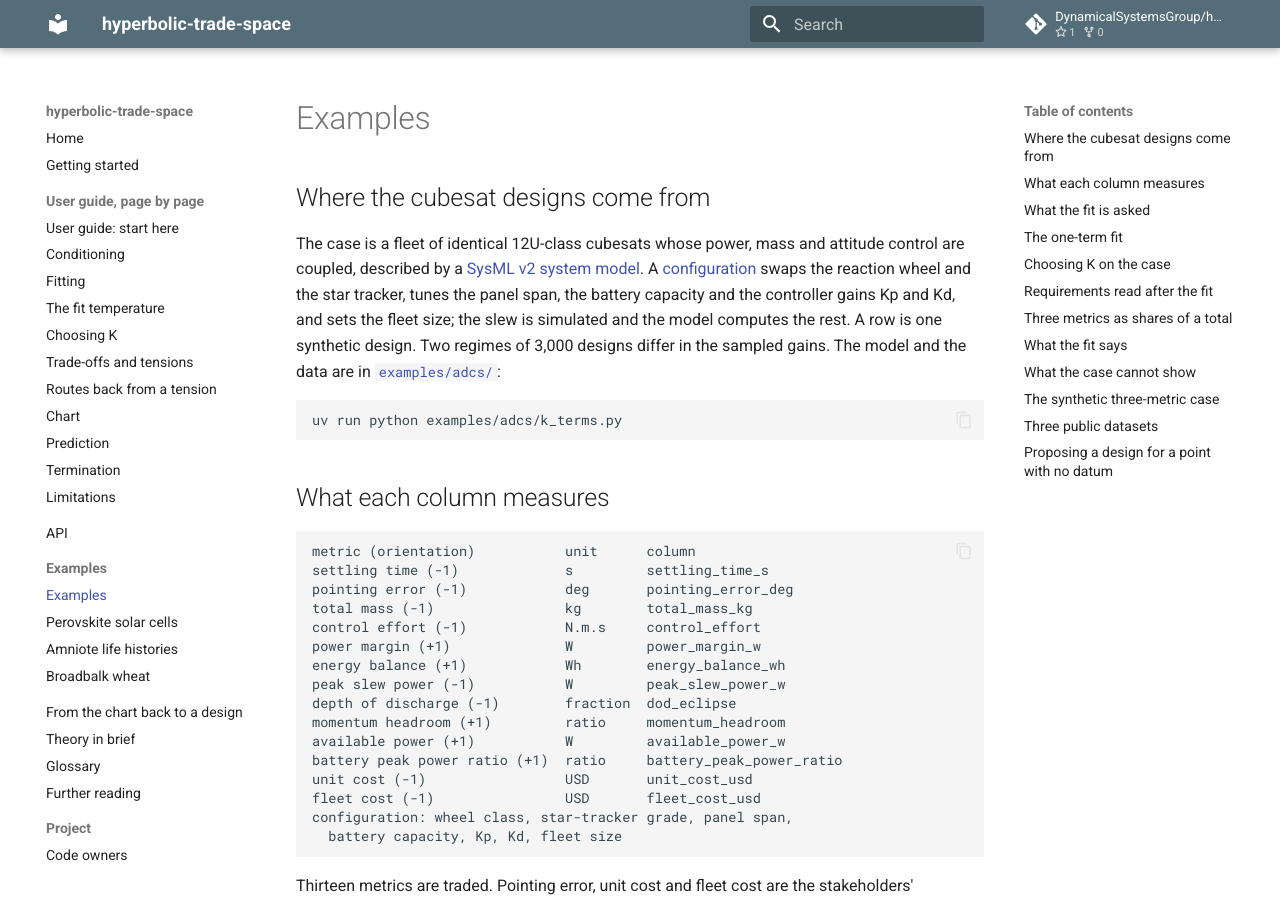 hyperbolic-trade-space
Search
DynamicalSystemsGroup/h...
1 0
hyperbolic-trade-space
Home
Getting started
User guide, page by page
User guide: start here
Conditioning
Fitting
The fit temperature
Choosing K
Trade-offs and tensions
Routes back from a tension
Chart
Prediction
Termination
Limitations
API
Examples
Examples
Perovskite solar cells
Amniote life histories
Broadbalk wheat
From the chart back to a design
Theory in brief
Glossary
Further reading
Project
Code owners
Examples
Where the cubesat designs come from
The case is a fleet of identical 12U-class cubesats whose power, mass and attitude control are
coupled, described by a SysML v2 system model. A configuration swaps the reaction wheel and
the star tracker, tunes the panel span, the battery capacity and the controller gains Kp and Kd,
and sets the fleet size; the slew is simulated and the model computes the rest. A row is one
synthetic design. Two regimes of 3,000 designs differ in the sampled gains. The model and the
data are in examples/adcs/ :
uv run python examples/adcs/k_terms.py
What each column measures
metric (orientation) unit column
settling time (-1) s settling_time_s
pointing error (-1) deg pointing_error_deg
total mass (-1) kg total_mass_kg
control effort (-1) N.m.s control_effort
power margin (+1) W power_margin_w
energy balance (+1) Wh energy_balance_wh
peak slew power (-1) W peak_slew_power_w
depth of discharge (-1) fraction dod_eclipse
momentum headroom (+1) ratio momentum_headroom
available power (+1) W available_power_w
battery peak power ratio (+1) ratio battery_peak_power_ratio
unit cost (-1) USD unit_cost_usd
fleet cost (-1) USD fleet_cost_usd
configuration: wheel class, star-tracker grade, panel span,
battery capacity, Kp, Kd, fleet size
Thirteen metrics are traded. Pointing error, unit cost and fleet cost are the stakeholders'
Table of contents
Where the cubesat designs come
from
What each column measures
What the fit is asked
The one-term fit
Choosing K on the case
Requirements read after the fit
Three metrics as shares of a total
What the fit says
What the case cannot show
The synthetic three-metric case
Three public datasets
Proposing a design for a point
with no datum